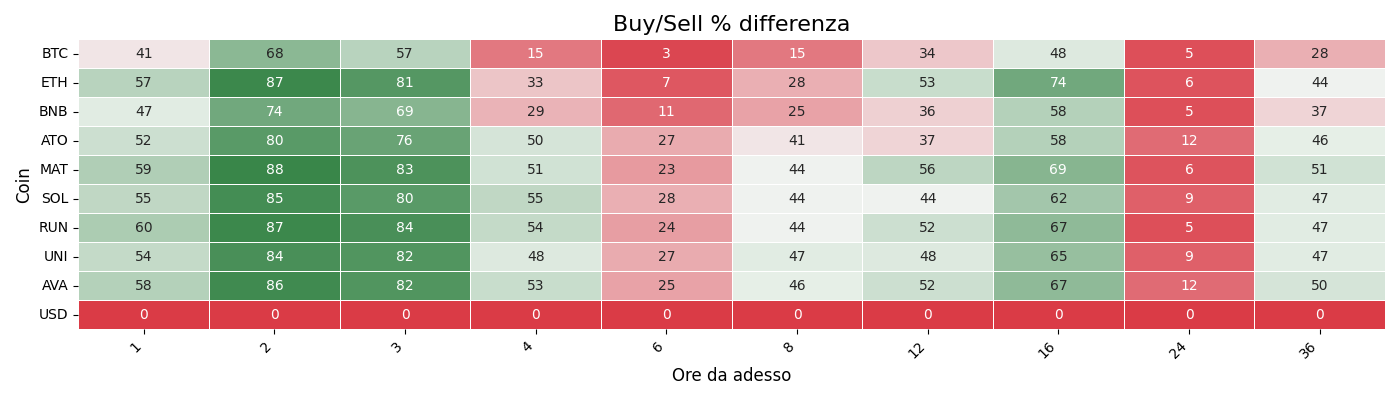 Buy/Sell % differenza
BTC 41 68 57 15 3 15 34 48 5 28
ETH 57 87 81 33 7 28 53 74 6 44
BNB 47 74 69 29 11 25 36 58 5 37
ATO 52 80 76 50 27 41 37 58 12 46
MAT 59 88 83 51 23 44 56 69 6 51
SOL 55 85 80 55 28 44 44 62 9 47
RUN 60 87 84 54 24 44 52 67 5 47
UNI 54 84 82 48 27 47 48 65 9 47
AVA 58 86 82 53 25 46 52 67 12 50
USD 0 0 0 0 0 0 0 0 0 0
Coin
1 2 3 4 6 8 12 16 24 36
Ore da adesso